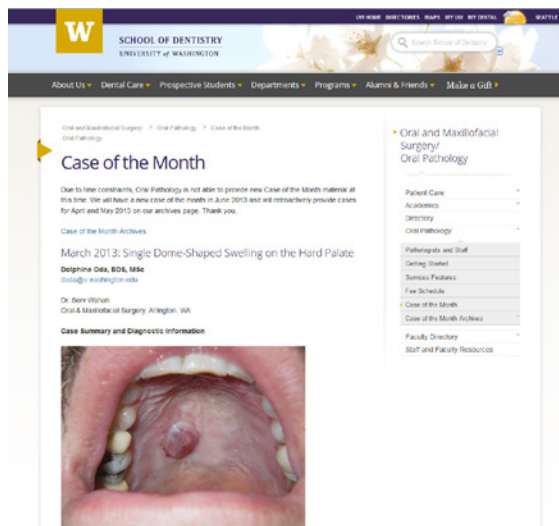 UW HOME DIRECTORIES MAPS MY UW MY DENTAL SEATTLE
W
SCHOOL OF DENTISTRY
UNIVERSITY of WASHINGTON
Search School of Dentistry
About Us Dental Care Prospective Students Departments Programs Alumni & Friends Make a Gift
Oral and Maxillofacial Surgery > Oral Pathology > Case of the Month
Oral Pathology
Case of the Month
Due to time constraints, Oral Pathology is not able to provide new Case of the Month material at
this time. We will have a new case of the month in June 2013 and will retroactively provide cases
for April and May 2013 on our archives page. Thank you.
Case of the Month Archives
March 2013: Single Dome-Shaped Swelling on the Hard Palate
Dolphine Oda, BDS, MSc
doda@u.washington.edu
Dr.
Oral & Maxillofacial Surgery, Arlington, WA
Case Summary and Diagnostic Information
Oral and Maxillofacial
Surgery/
Oral Pathology
Patient Care
Academics
Directory
Oral Pathology
Pathologists and Staff
Getting Started
Services Features
Fee Schedule
Case of the Month
Case of the Month Archives
Faculty Directory
Staff and Faculty Resources